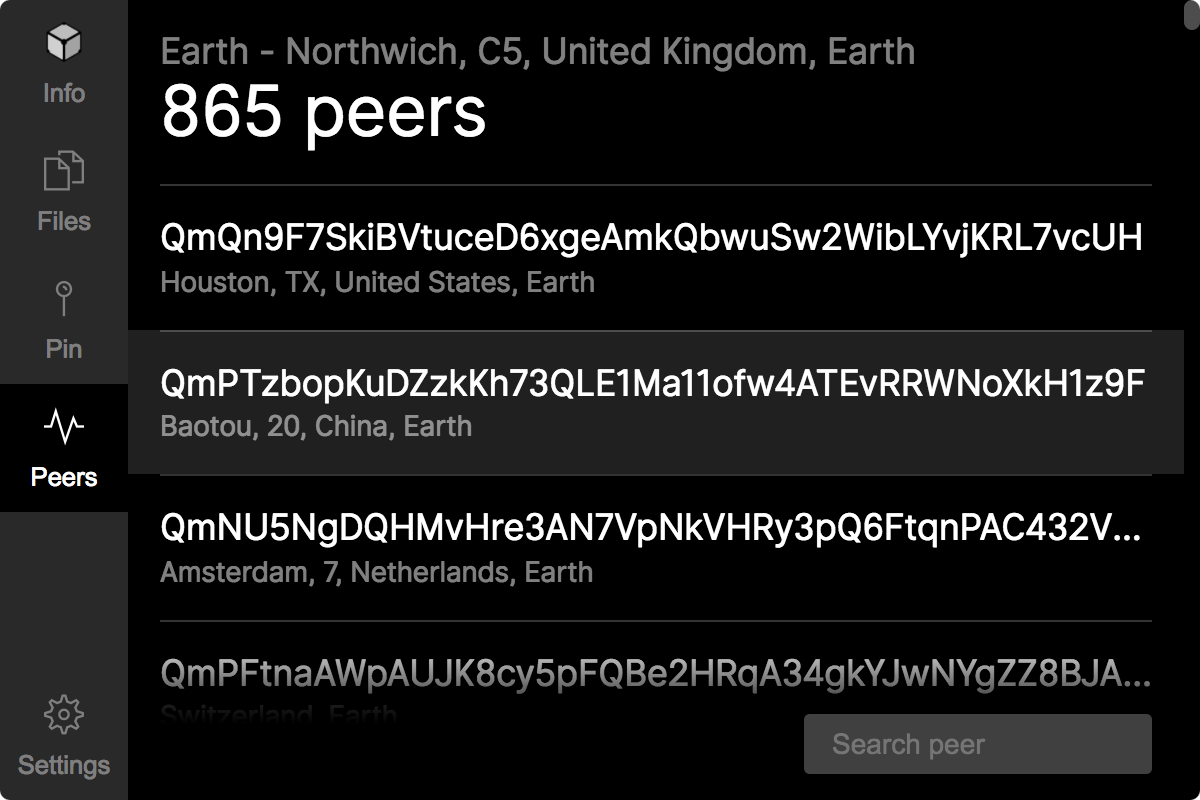 Info
Files
Pin
Peers
Settings
Earth - Northwich, C5, United Kingdom, Earth
865 peers
QmQn9F7SkiBVtuceD6xgeAmkQbwuSw2WibLYvjKRL7vcUH
Houston, TX, United States, Earth
QmPTzbopKuDZzkKh73QLE1Ma11ofw4ATEvRRWNoXkH1z9F
Baotou, 20, China, Earth
QmNU5NgDQHMvHre3AN7VpNkVHRy3pQ6FtqnPAC432V...
Amsterdam, 7, Netherlands, Earth
QmPFtnaAWpAUJK8cy5pFQBe2HRqA34gkYJwNYgZZ8BJA...
Switzerland, Earth
Search peer